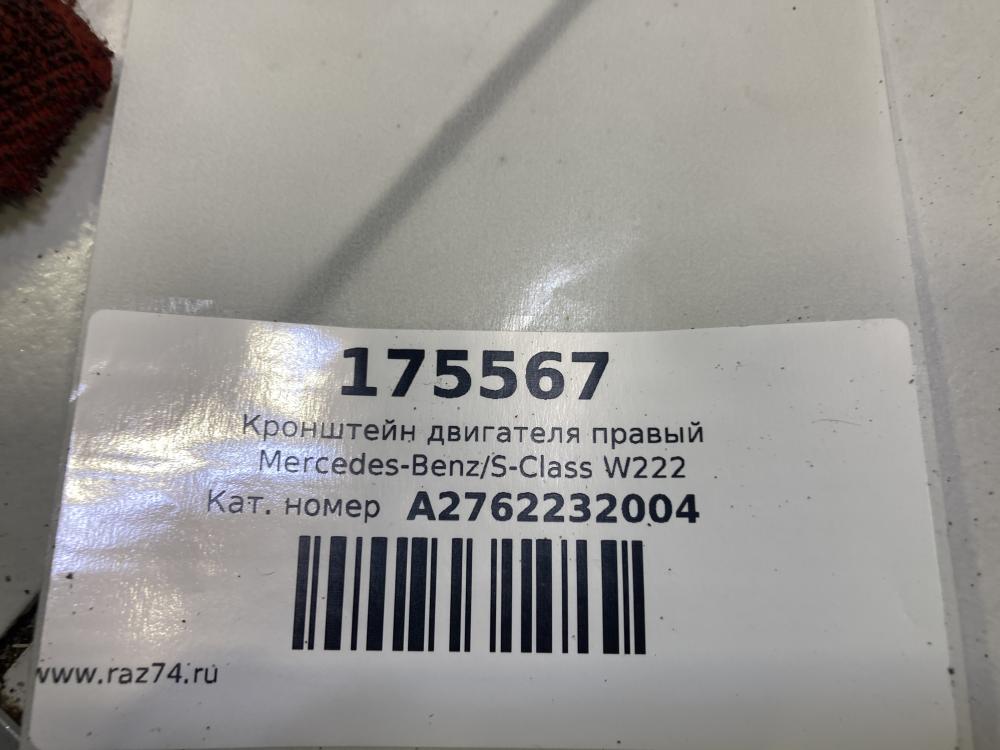 175567
Кронштейн двигателя правый
Mercedes-Benz/S-Class W222
Кат. номер A2762232004
www.raz74.ru